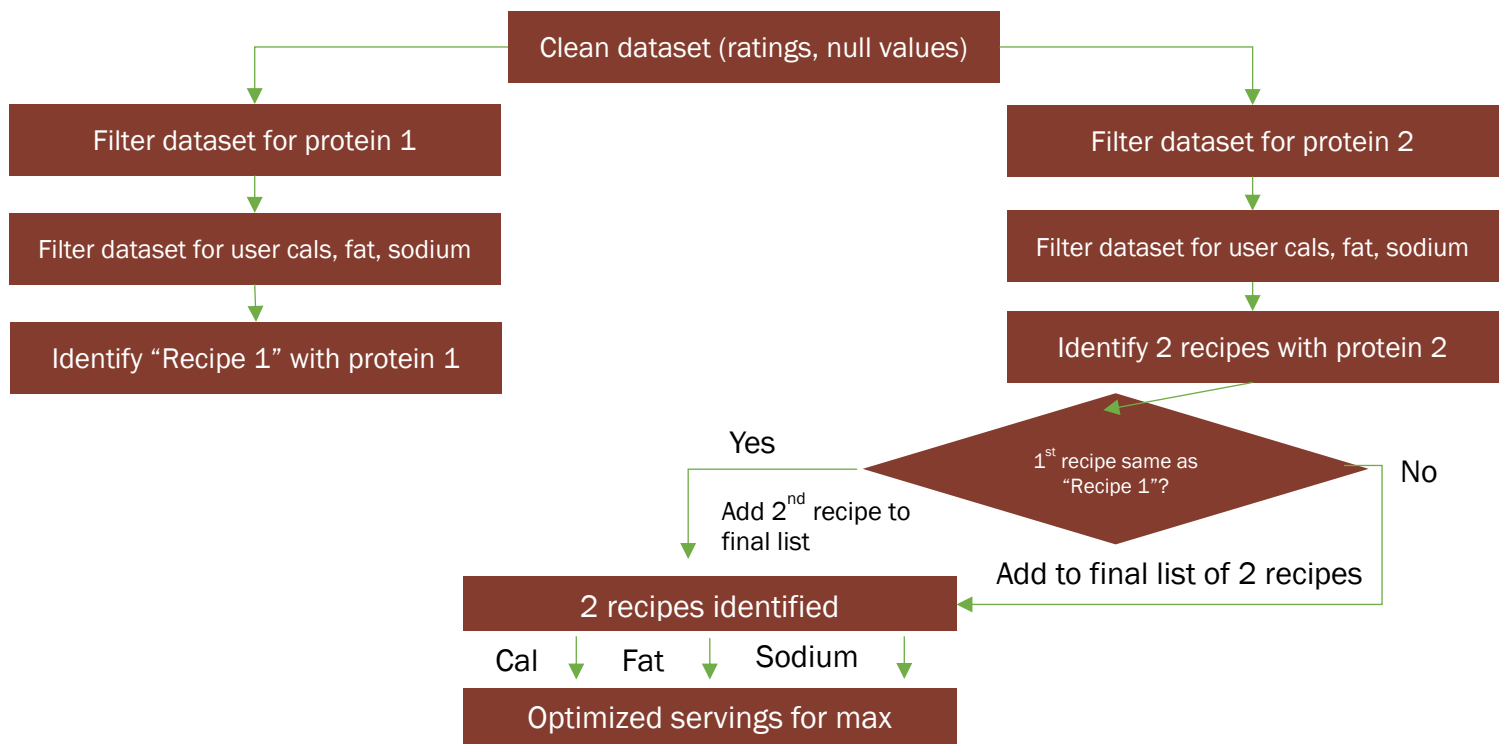 Clean dataset (ratings, null values)
Filter dataset for protein 1
Filter dataset for protein 2
Filter dataset for user cals, fat, sodium
Filter dataset for user cals, fat, sodium
Identify “Recipe 1” with protein 1
Identify 2 recipes with protein 2
1st recipe same as
“Recipe 1”?
Yes
No
Add 2nd recipe to
final list
Add to final list of 2 recipes
2 recipes identified
Cal
Fat
Sodium
Optimized servings for max